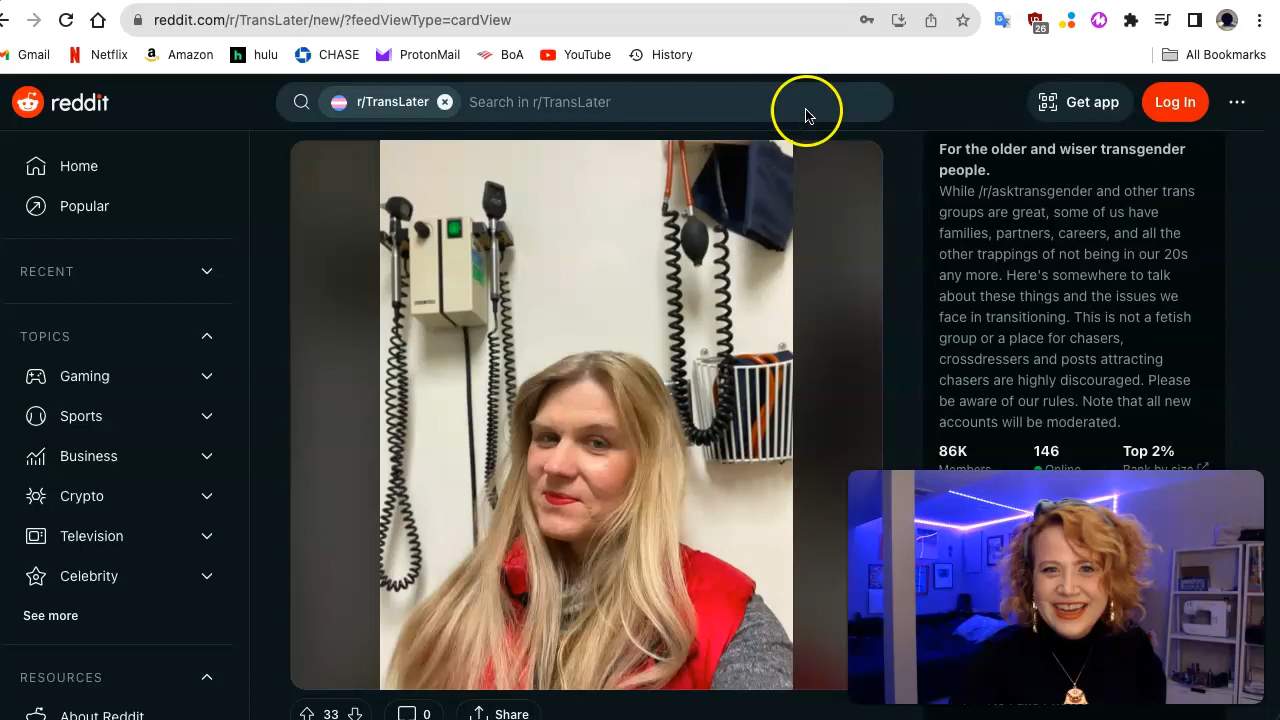 reddit.com/r/TransLater/new/?feedViewType=cardView
26
Gmail
Netflix
Amazon
hulu
CHASE
ProtonMail
BoA
YouTube
History
All Bookmarks
reddit
r/TransLater
Search in r/TransLater
Get app
Log In
Home
Popular
RECENT
TOPICS
Gaming
Sports
Business
Crypto
Television
Celebrity
See more
RESOURCES
About Reddit
33
0
Share
For the older and wiser transgender
people.
While /r/asktransgender and other trans
groups are great, some of us have
families, partners, careers, and all the
other trappings of not being in our 20s
any more. Here's somewhere to talk
about these things and the issues we
face in transitioning. This is not a fetish
group or a place for chasers,
crossdressers and posts attracting
chasers are highly discouraged. Please
be aware of our rules. Note that all new
accounts will be moderated.
86K
146
Top 2%
Members
Online
Rank by size